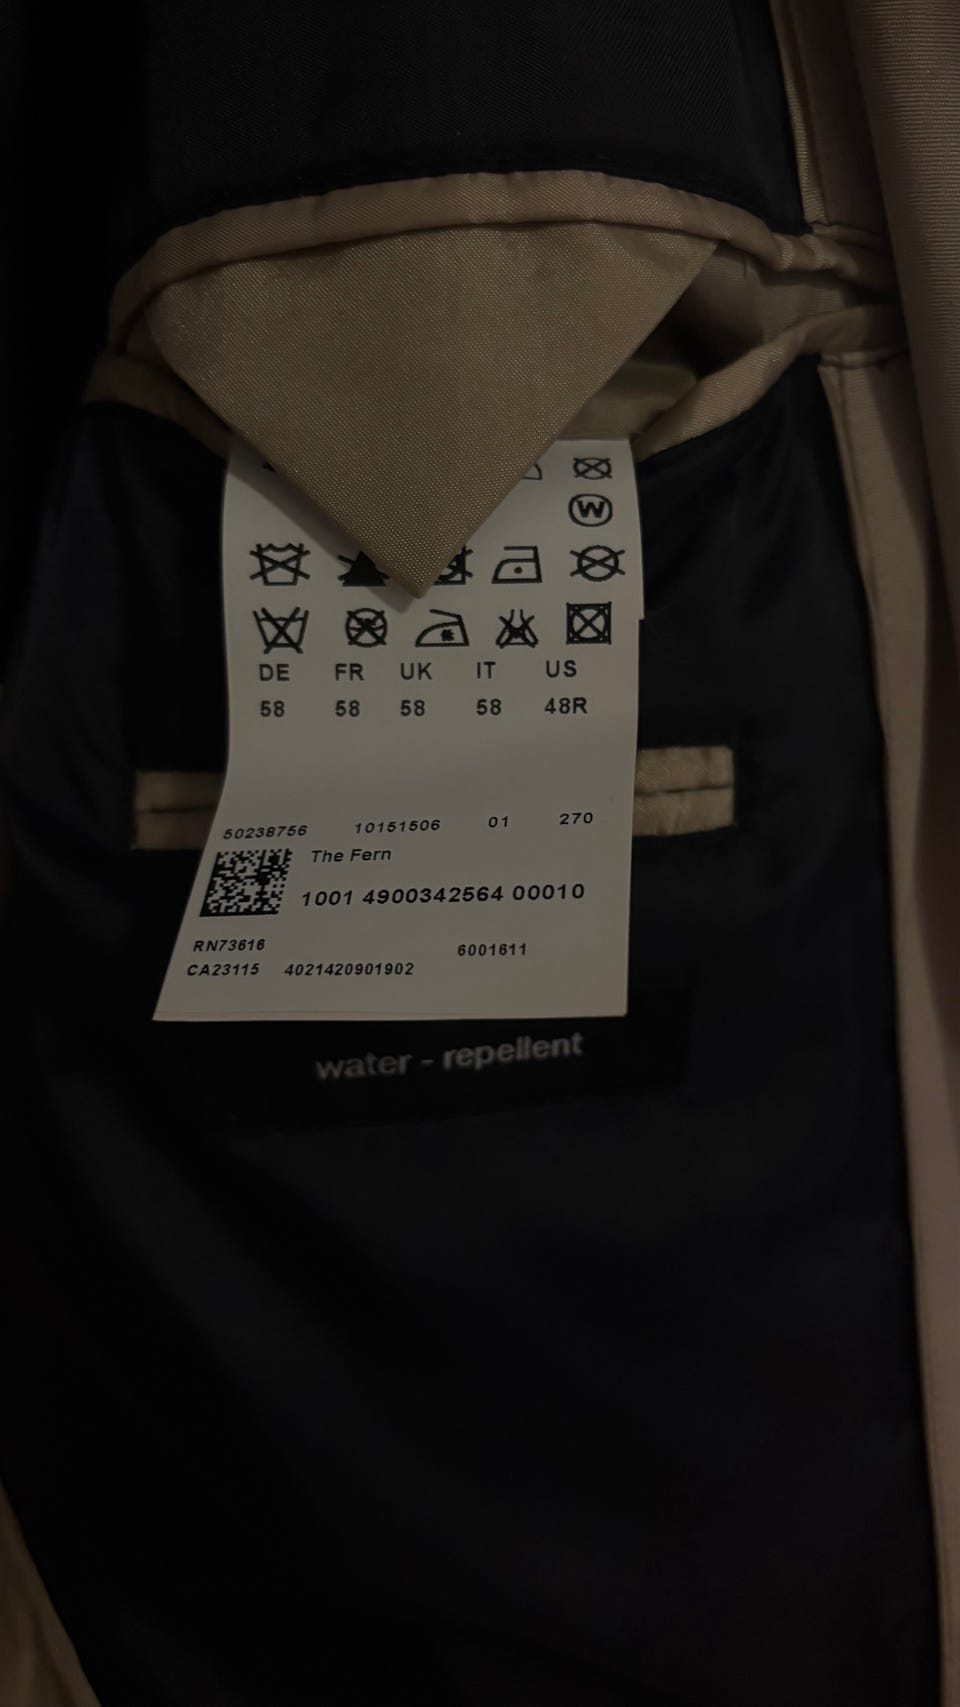 W
DE FR UK IT US
58 58 58 58 48R
50238756 10151506 01 270
The Fern
1001 4900342564 00010
RN73616 6001611
CA23115 4021420901902
water - repellent